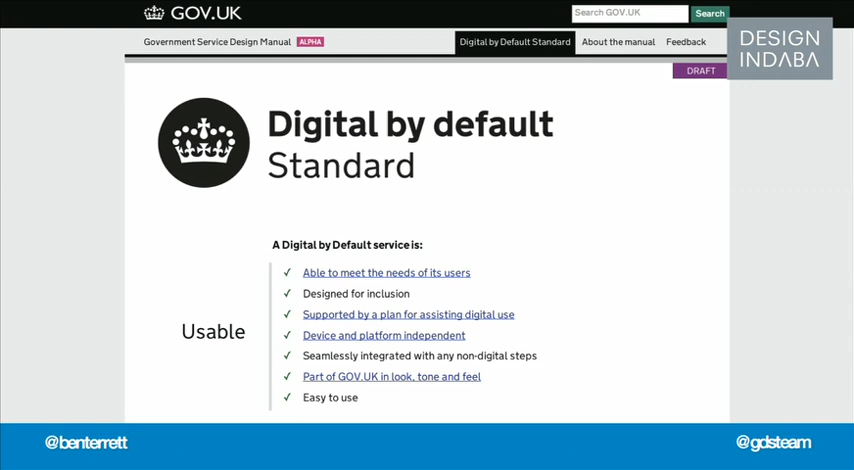 GOV.UK
Search GOV.UK
Search
Government Service Design Manual ALPHA
Digital by Default Standard
About the manual
Feedback
DESIGN
INDABA
DRAFT
Digital by default
Standard
A Digital by Default service is:
Usable
✓ Able to meet the needs of its users
✓ Designed for inclusion
✓ Supported by a plan for assisting digital use
✓ Device and platform independent
✓ Seamlessly integrated with any non-digital steps
✓ Part of GOV.UK in look, tone and feel
✓ Easy to use
@benterrett
@gdsteam